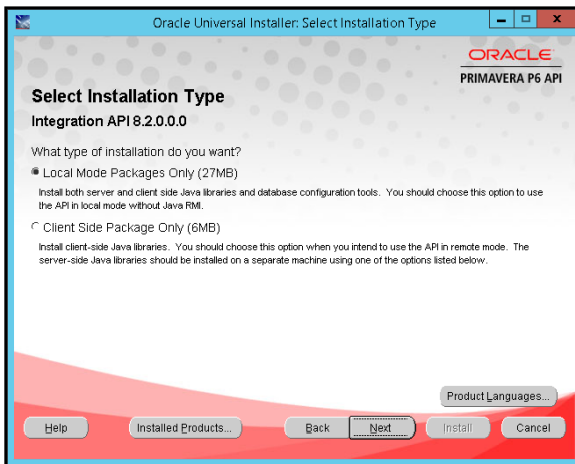 Oracle Universal Installer: Select Installation Type
ORACLE
PRIMAVERA P6 API
Select Installation Type
Integration API 8.2.0.0.0
What type of installation do you want?
Local Mode Packages Only (27MB)
Install both server and client side Java libraries and database configuration tools. You should choose this option to use
the API in local mode without Java RMI.
Client Side Package Only (6MB)
Install client-side Java libraries. You should choose this option when you intend to use the API in remote mode. The
server-side Java libraries should be installed on a separate machine using one of the options listed below.
Product Languages...
Help Installed Products... Back Next Install Cancel